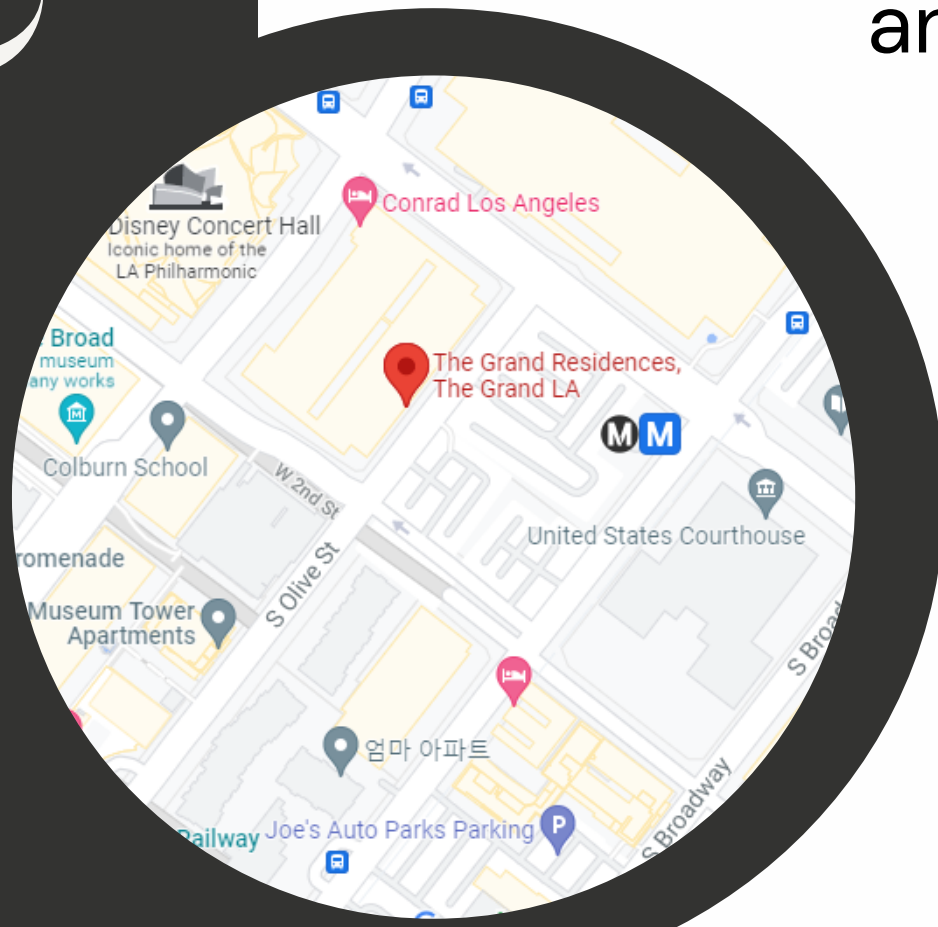 ar
Conrad Los Angeles
Disney Concert Hall
Iconic home of the
LA Philharmonic
Broad
museum
any works
The Grand Residences,
The Grand LA
M M
Colburn School
W 2nd St
United States Courthouse
romenade
S Olive St
Museum Tower
Apartments
S Broad
엄마 아파트
S Broadway
Railway
Joe's Auto Parks Parking
P